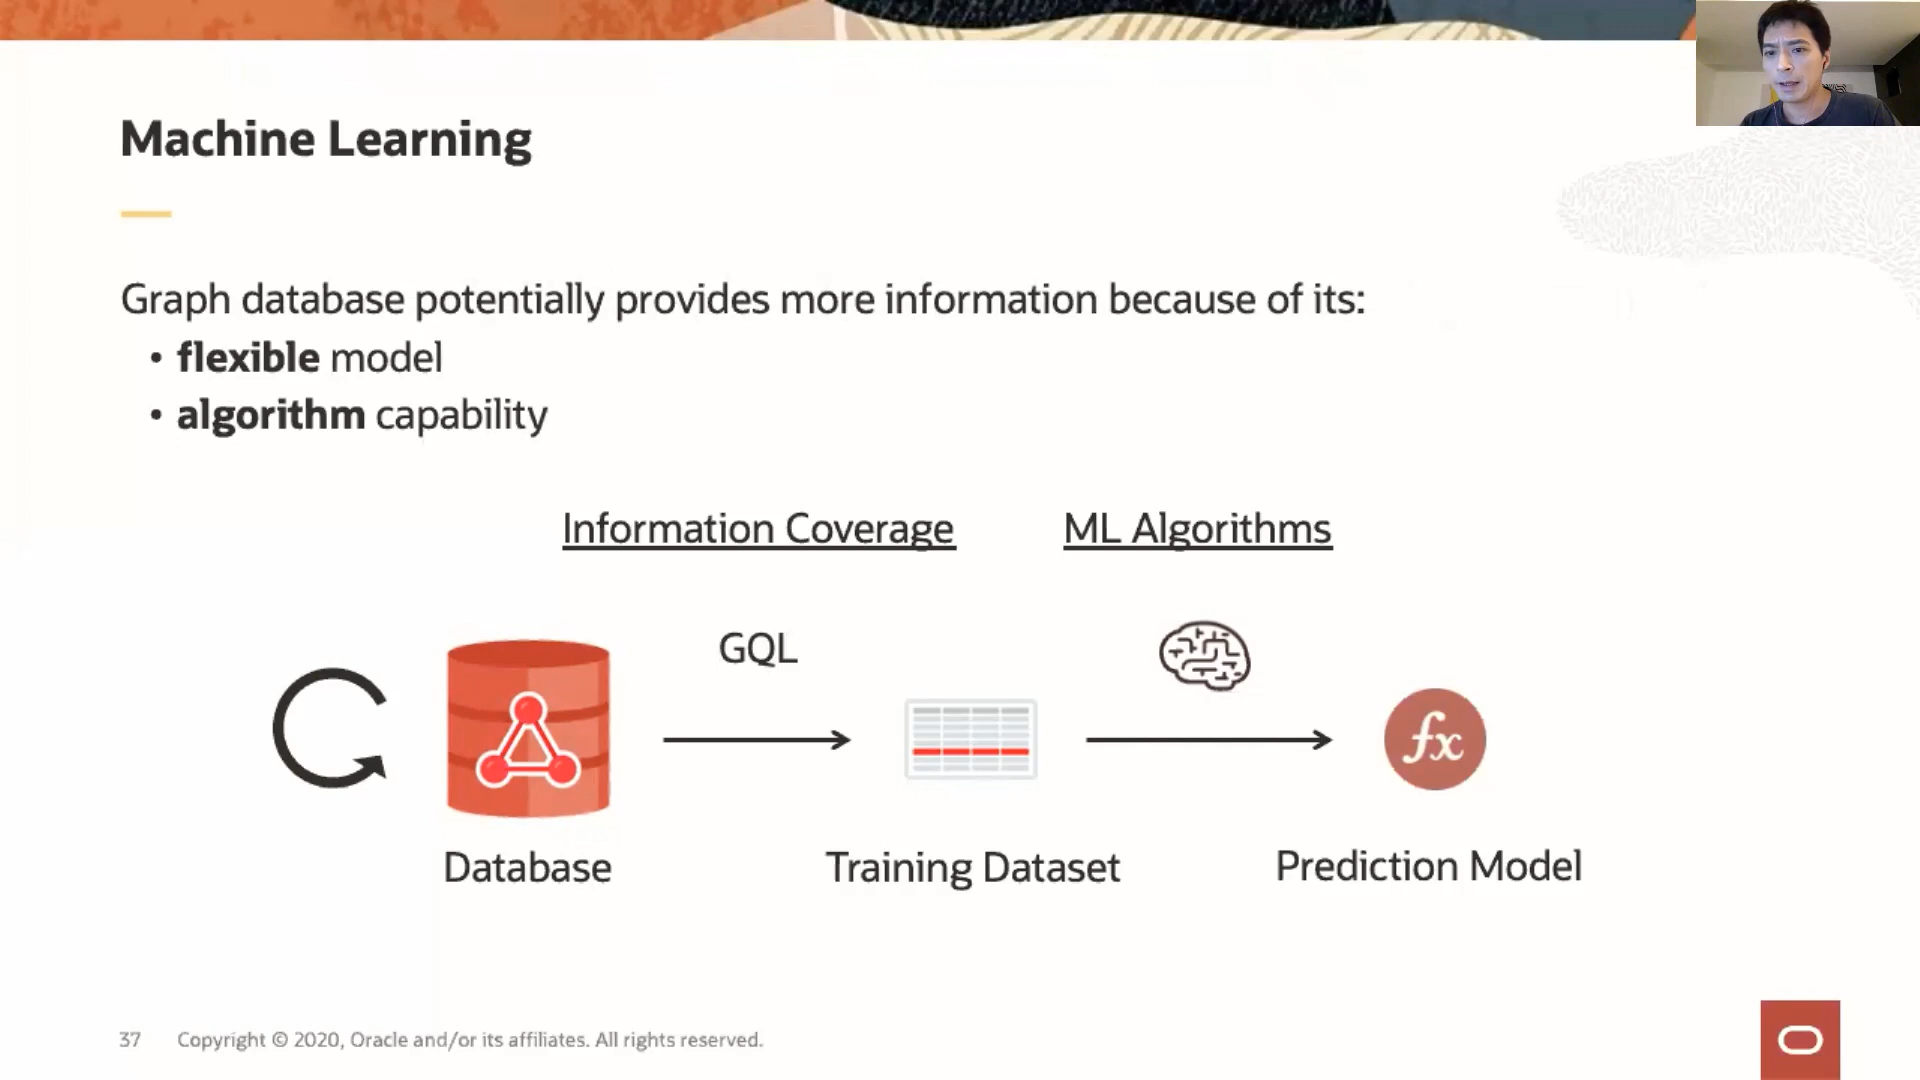 Machine Learning
Graph database potentially provides more information because of its:
• flexible model
• algorithm capability
Information Coverage
ML Algorithms
GQL
fx
Database
Training Dataset
Prediction Model
37
Copyright © 2020, Oracle and/or its affiliates. All rights reserved.